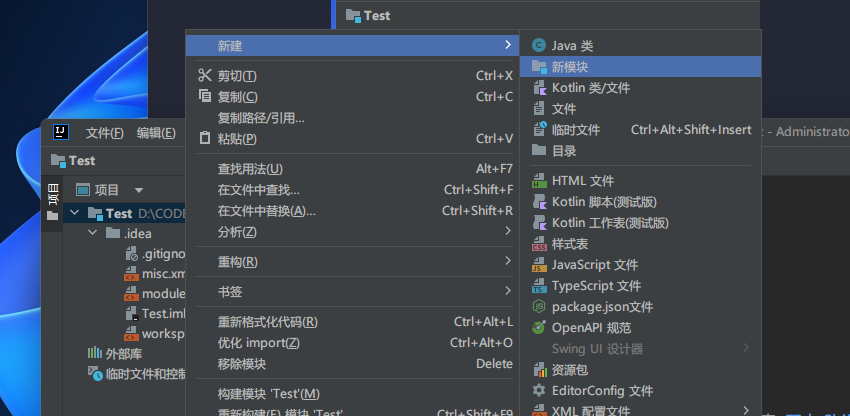 Test
新建
剪切(T) Ctrl+X
复制(C) Ctrl+C
复制路径/引用...
粘贴(P) Ctrl+V
查找用法(U) Alt+F7
在文件中查找... Ctrl+Shift+F
在文件中替换(A)... Ctrl+Shift+R
分析(Z)
重构(R)
书签
重新格式化代码(R) Ctrl+Alt+L
优化 import(Z) Ctrl+Alt+O
移除模块 Delete
构建模块 'Test'(M)
重新构建(E) 模块 'Test' Ctrl+Shift+F9
Java 类
新模块
Kotlin 类/文件
文件
临时文件 Ctrl+Alt+Shift+Insert
目录
HTML 文件
Kotlin 脚本(测试版)
Kotlin 工作表(测试版)
样式表
JavaScript 文件
TypeScript 文件
package.json文件
OpenAPI 规范
Swing UI 设计器
资源包
EditorConfig 文件
XML 配置文件
IJ 文件(F) 编辑(E)
- Administrato
Test
项目
项目
Test D:\CODE
.idea
.gitigno
misc.xm
module
Test.iml
worksp
外部库
临时文件和控制